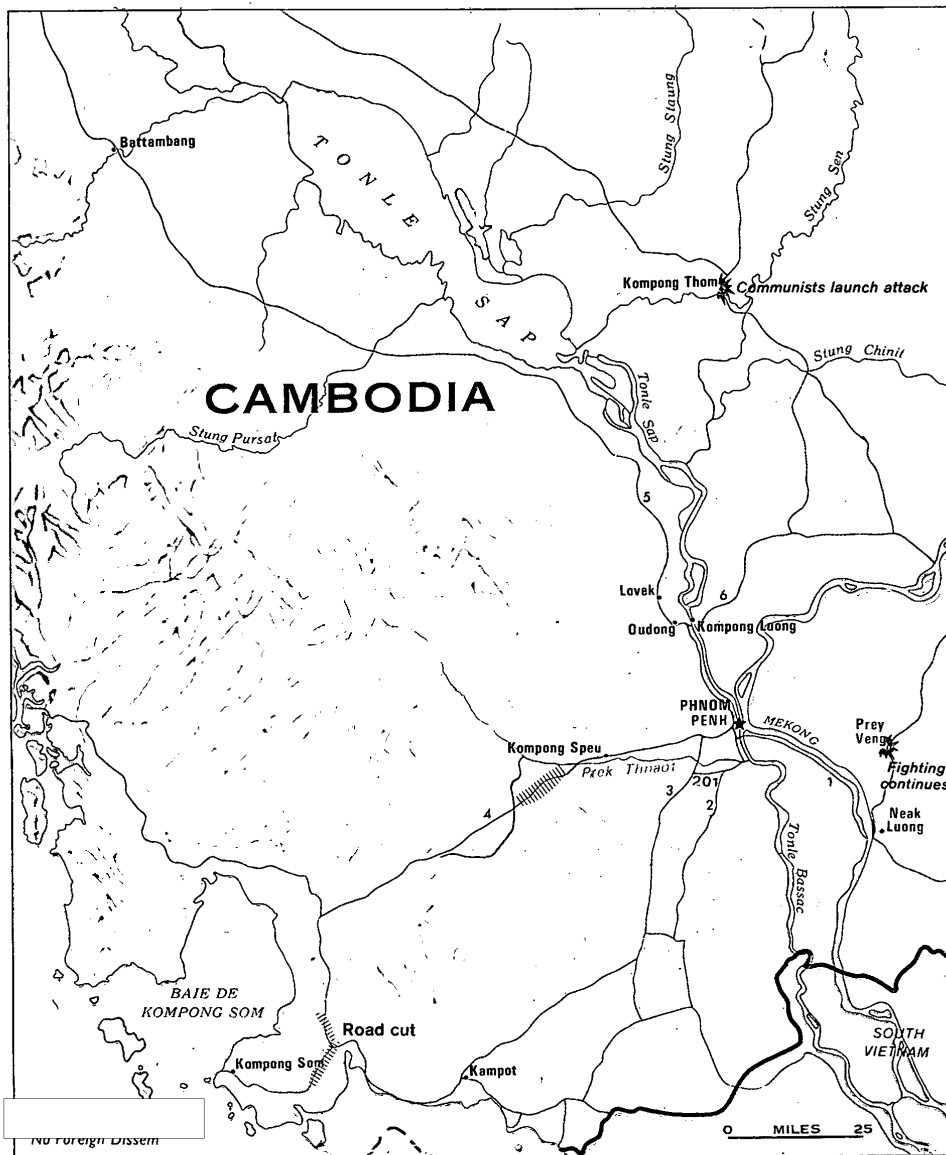 Battambang
TONLE
SAP
Stung Staung
Stung Sen
Kompong Thom
Communists launch attack
Stung Chinit
CAMBODIA
Stung Pursat
Tonle Sap
5
Lovek
6
Oudong
Kompong Luong
PHNOM
PENH
MEKONG
Prey
Veng
Fighting
continues
Kompong Speu
Prek Thnaot
201
3
2
1
4
Neak
Luong
Tonle Bassac
BAIE DE
KOMPONG SOM
Road cut
SOUTH
VIETNAM
Kompong Som
Kampot
No Foreign Dissem
0 MILES 25